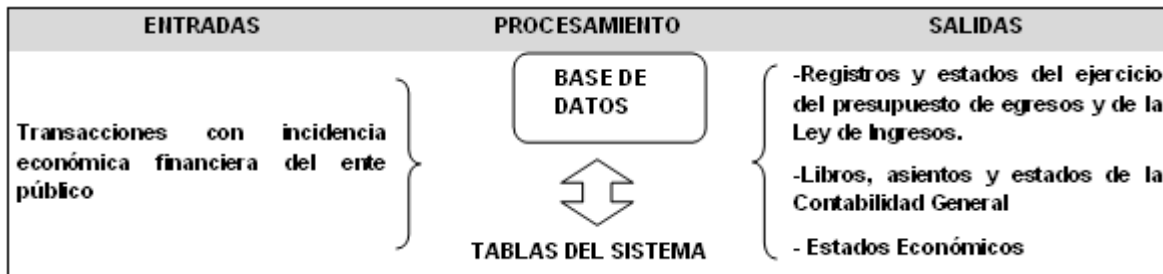 ENTRADAS PROCESAMIENTO SALIDAS
Transacciones con incidencia
económica financiera del ente
público
BASE DE
DATOS
TABLAS DEL SISTEMA
-Registros y estados del ejercicio
del presupuesto de egresos y de la
Ley de Ingresos.
-Libros, asientos y estados de la
Contabilidad General
- Estados Económicos